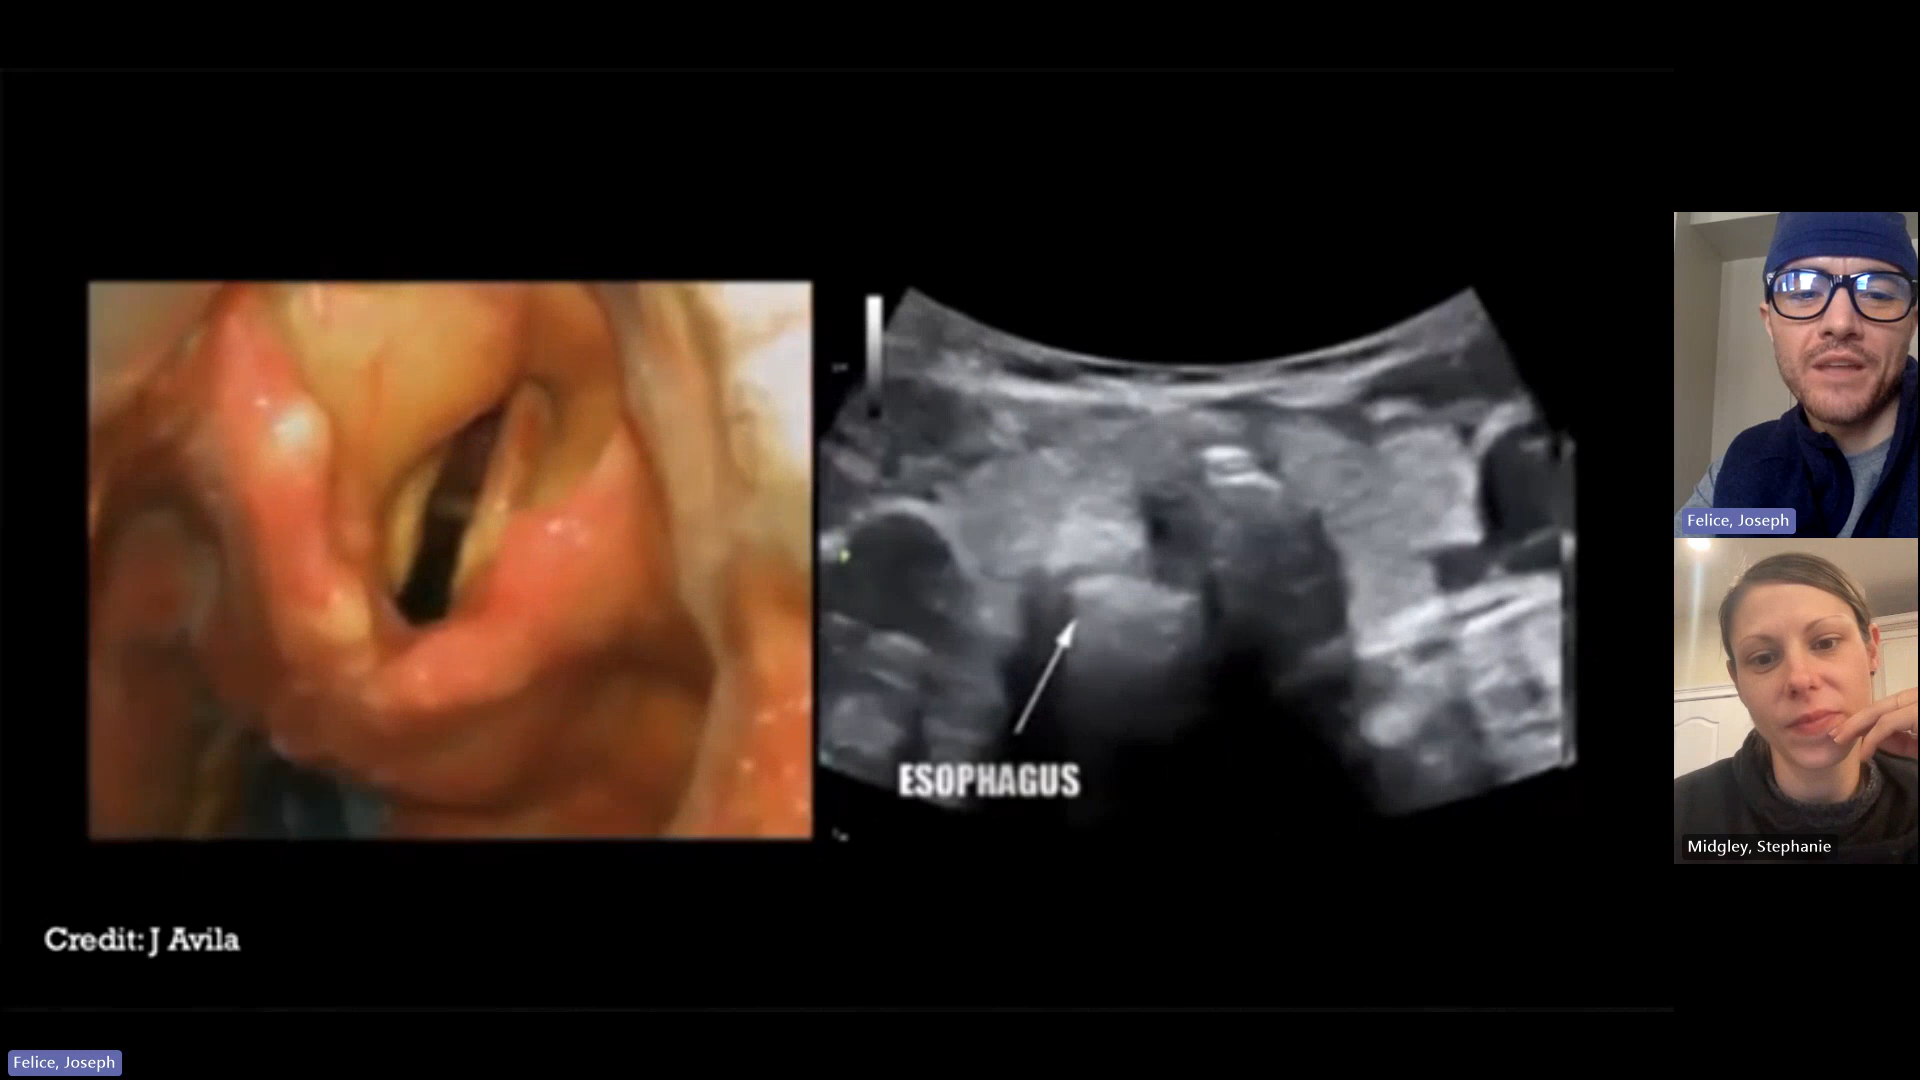 ESOPHAGUS
Credit: J Avila
Felice, Joseph
Midgley, Stephanie
Felice, Joseph